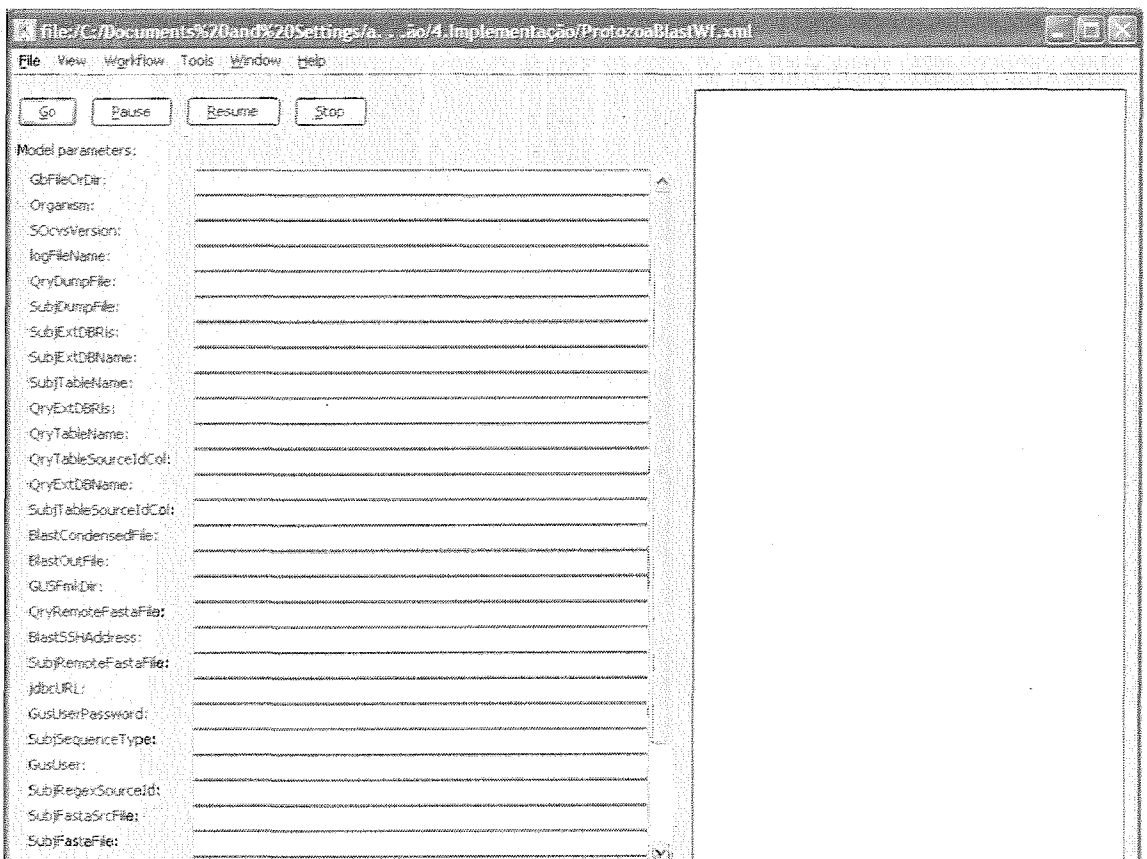 file:/C:/Documents%20and%20Settings/a. . .ão/4.Implementação/ProtozoaBlastWF.xml
File View Workflow Tools Window Help
Go Pause Resume Stop
Model parameters:
GbFileOrDir:
Organism:
SOcvsVersion:
logFileName:
QryDumpFile:
SubjDumpFile:
SubjExtDBRls:
SubjExtDBName:
SubjTableName:
QryExtDBRls:
QryTableName:
QryTableSourceIdCol:
QryExtDBName:
SubjTableSourceIdCol:
BlastCondensedFile:
BlastOutFile:
GUSFmkDir:
QryRemoteFastaFile:
BlastSSHAddress:
SubjRemoteFastaFile:
jdbcURL:
GusUserPassword:
SubjSequenceType:
GusUser:
SubjRegexSourceId:
SubjFastaSrcFile:
SubjFastaFile: